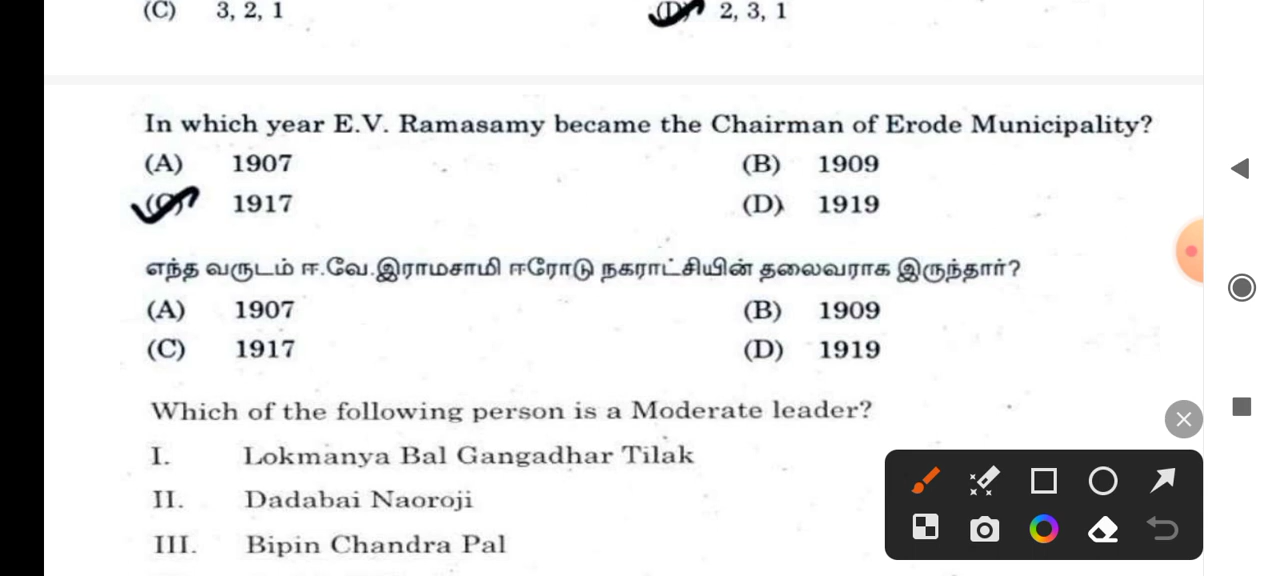 (C) 3, 2, 1 (D) 2, 3, 1
In which year E.V. Ramasamy became the Chairman of Erode Municipality?
(A) 1907 (B) 1909
(C) 1917 (D) 1919
எந்த வருடம் ஈ.வே.இராமசாமி ஈரோடு நகராட்சியின் தலைவராக இருந்தார்?
(A) 1907 (B) 1909
(C) 1917 (D) 1919
Which of the following person is a Moderate leader?
I. Lokmanya Bal Gangadhar Tilak
II. Dadabai Naoroji
III. Bipin Chandra Pal